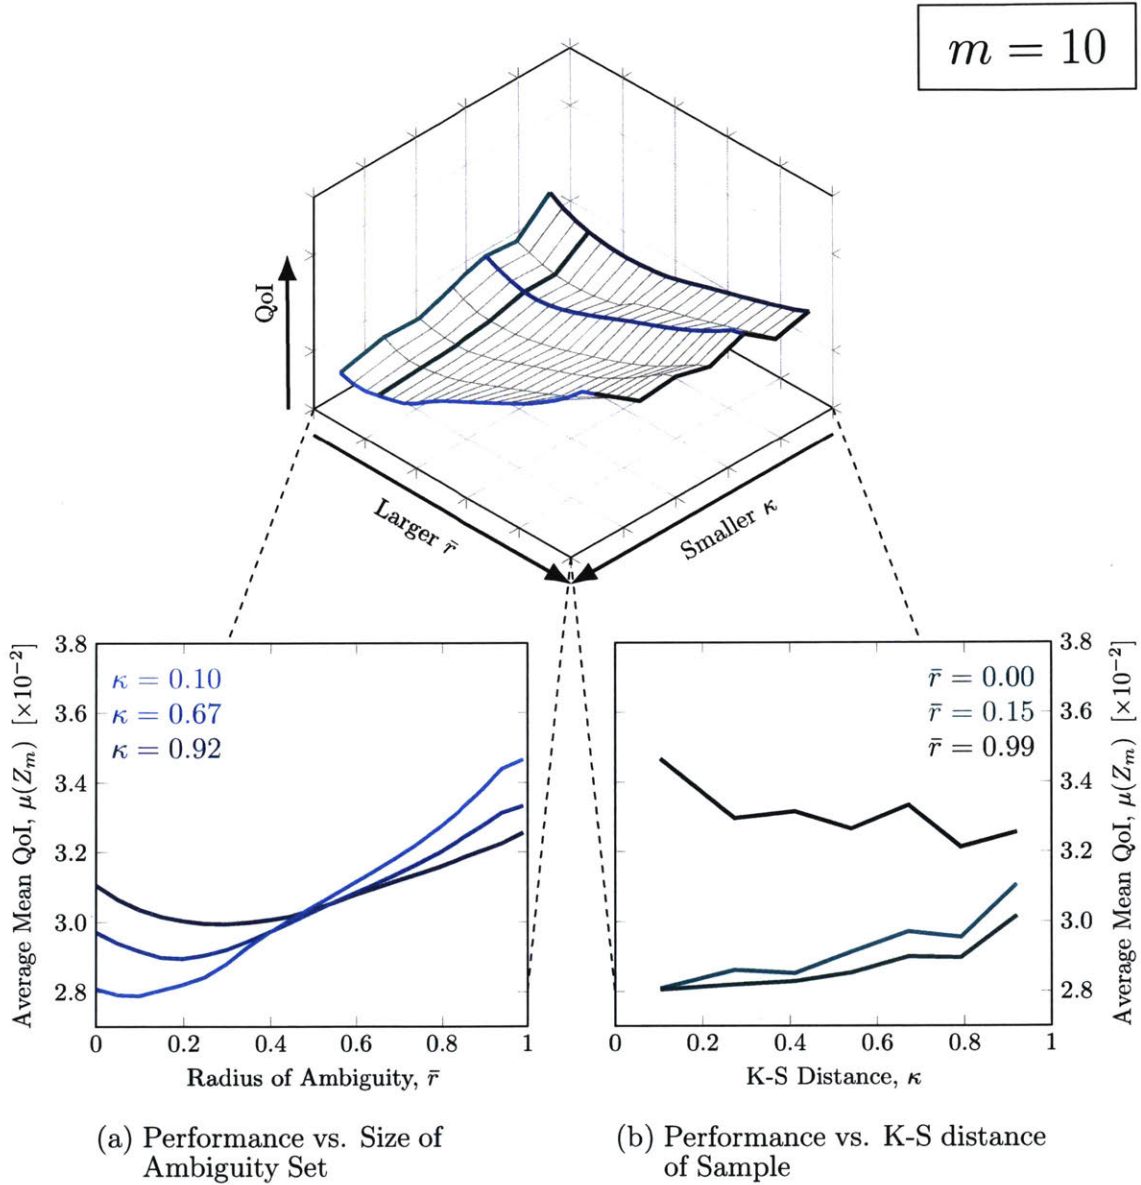 m = 10
QoI
Larger r̄
Smaller κ
Average Mean QoI, μ(Z_m) [×10⁻²]
3.8
3.6
3.4
3.2
3.0
2.8
κ = 0.10
κ = 0.67
κ = 0.92
0 0.2 0.4 0.6 0.8 1
Radius of Ambiguity, r̄
(a) Performance vs. Size of
Ambiguity Set
r̄ = 0.00
r̄ = 0.15
r̄ = 0.99
3.8
3.6
3.4
3.2
3.0
2.8
Average Mean QoI, μ(Z_m) [×10⁻²]
0 0.2 0.4 0.6 0.8 1
K-S Distance, κ
(b) Performance vs. K-S distance
of Sample